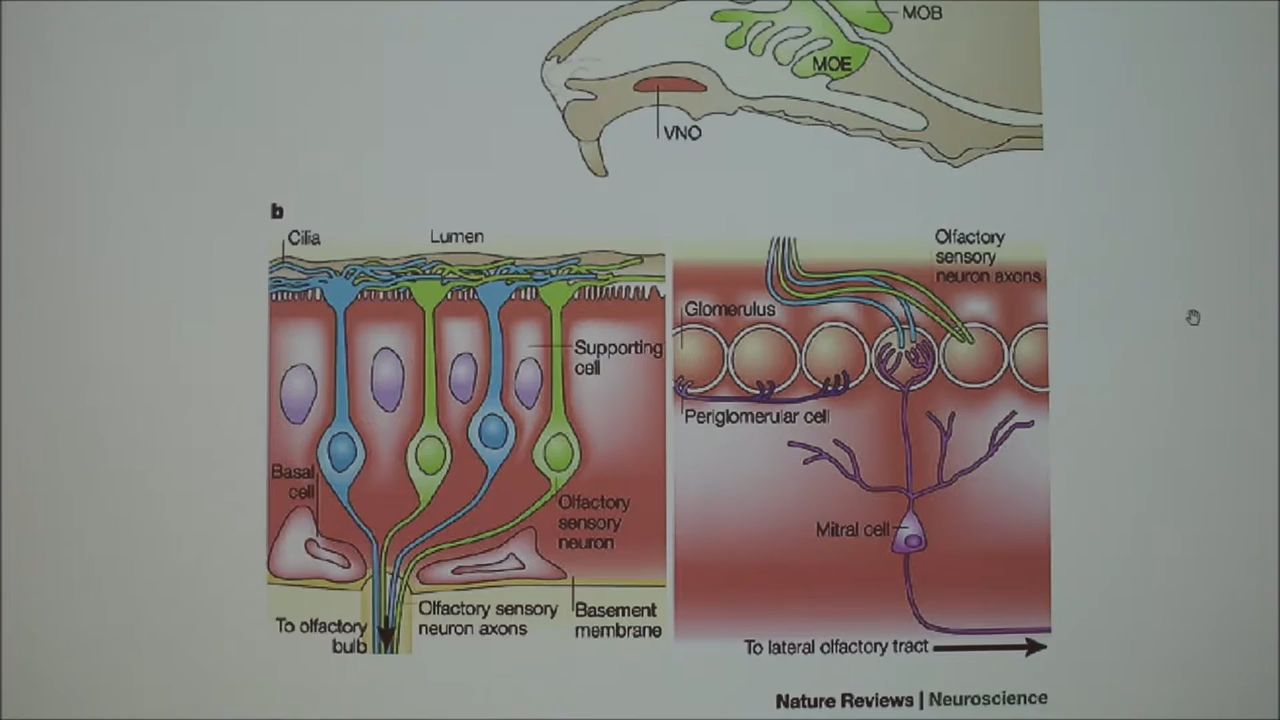 MOB
MOE
VNO
b
Cilia
Lumen
Supporting
cell
Basal
cell
Olfactory
sensory
neuron
To olfactory
bulb
Olfactory sensory
neuron axons
Basement
membrane
Olfactory
sensory
neuron axons
Glomerulus
Periglomerular cell
Mitral cell
To lateral olfactory tract
Nature Reviews | Neuroscience